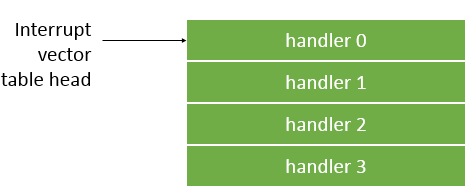 Interrupt
vector
table head
handler 0
handler 1
handler 2
handler 3